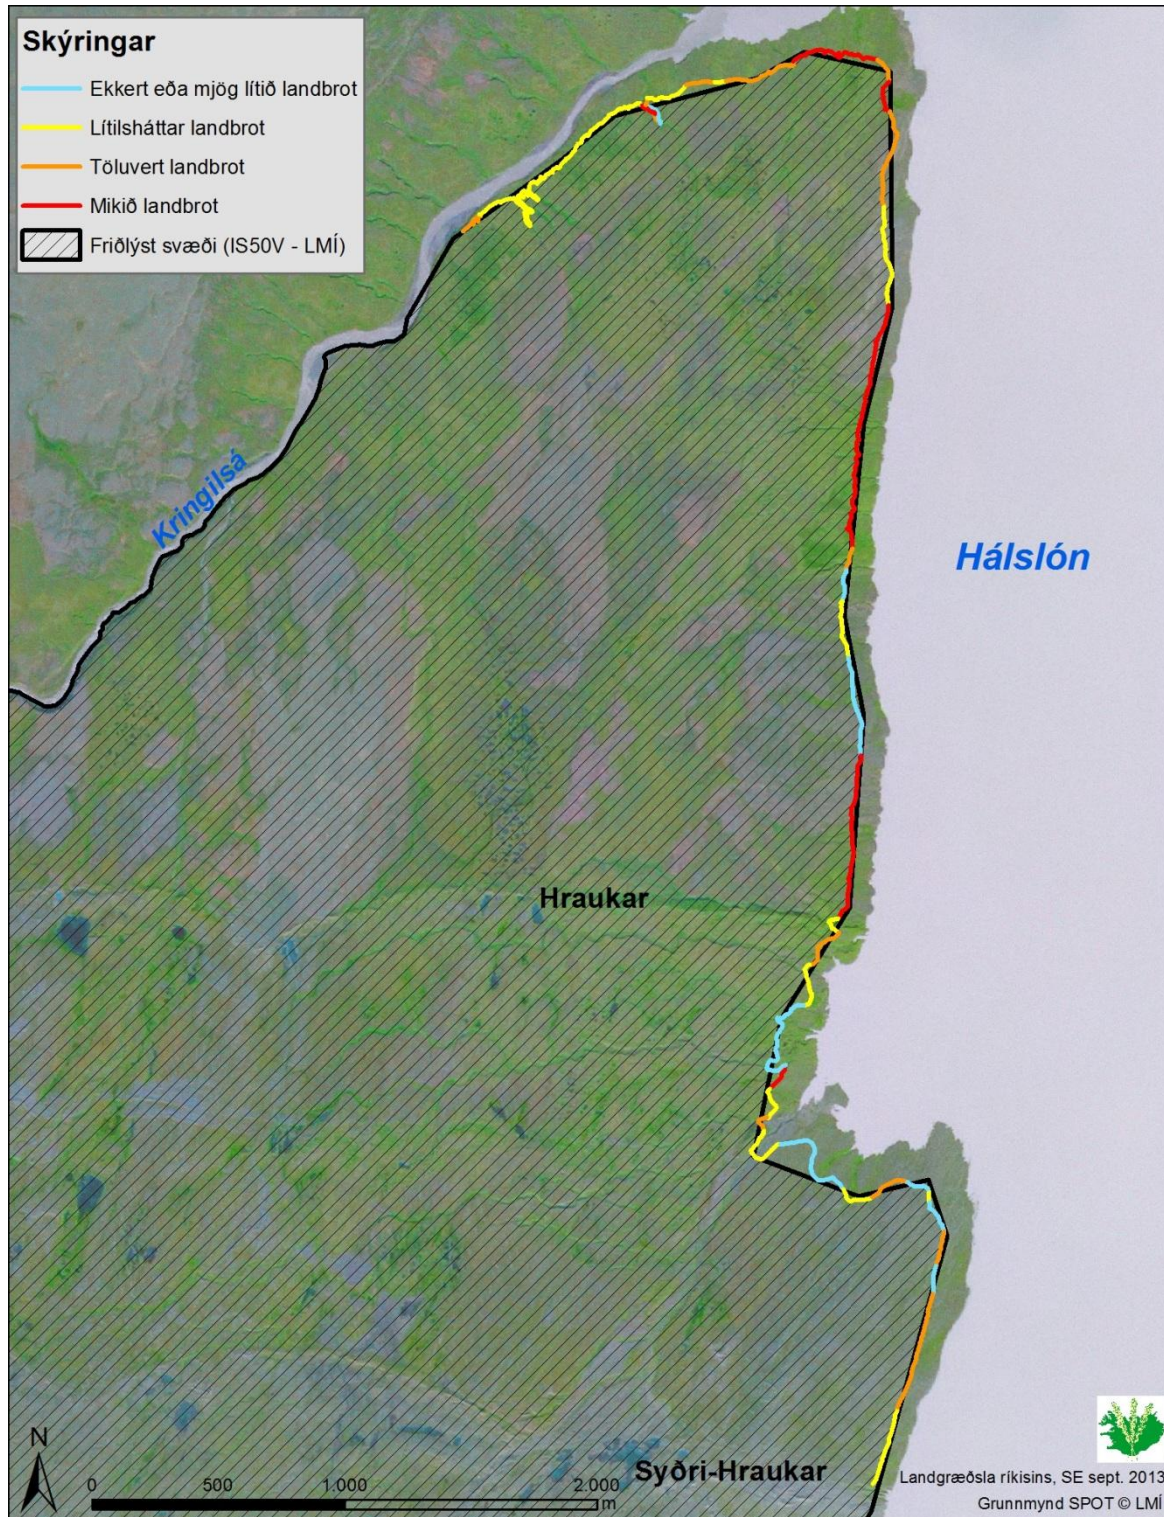 Skýringar
Ekkert eða mjög lítið landbrot
Lítilsháttar landbrot
Töluvert landbrot
Mikið landbrot
Friðlýst svæði (IS50V - LMÍ)
Kringilsá
Hálslón
Hraukar
Syðri-Hraukar
N
0 500 1.000 2.000
m
Landgræðsla ríkisins, SE sept. 2013
Grunnmynd SPOT © LMÍ